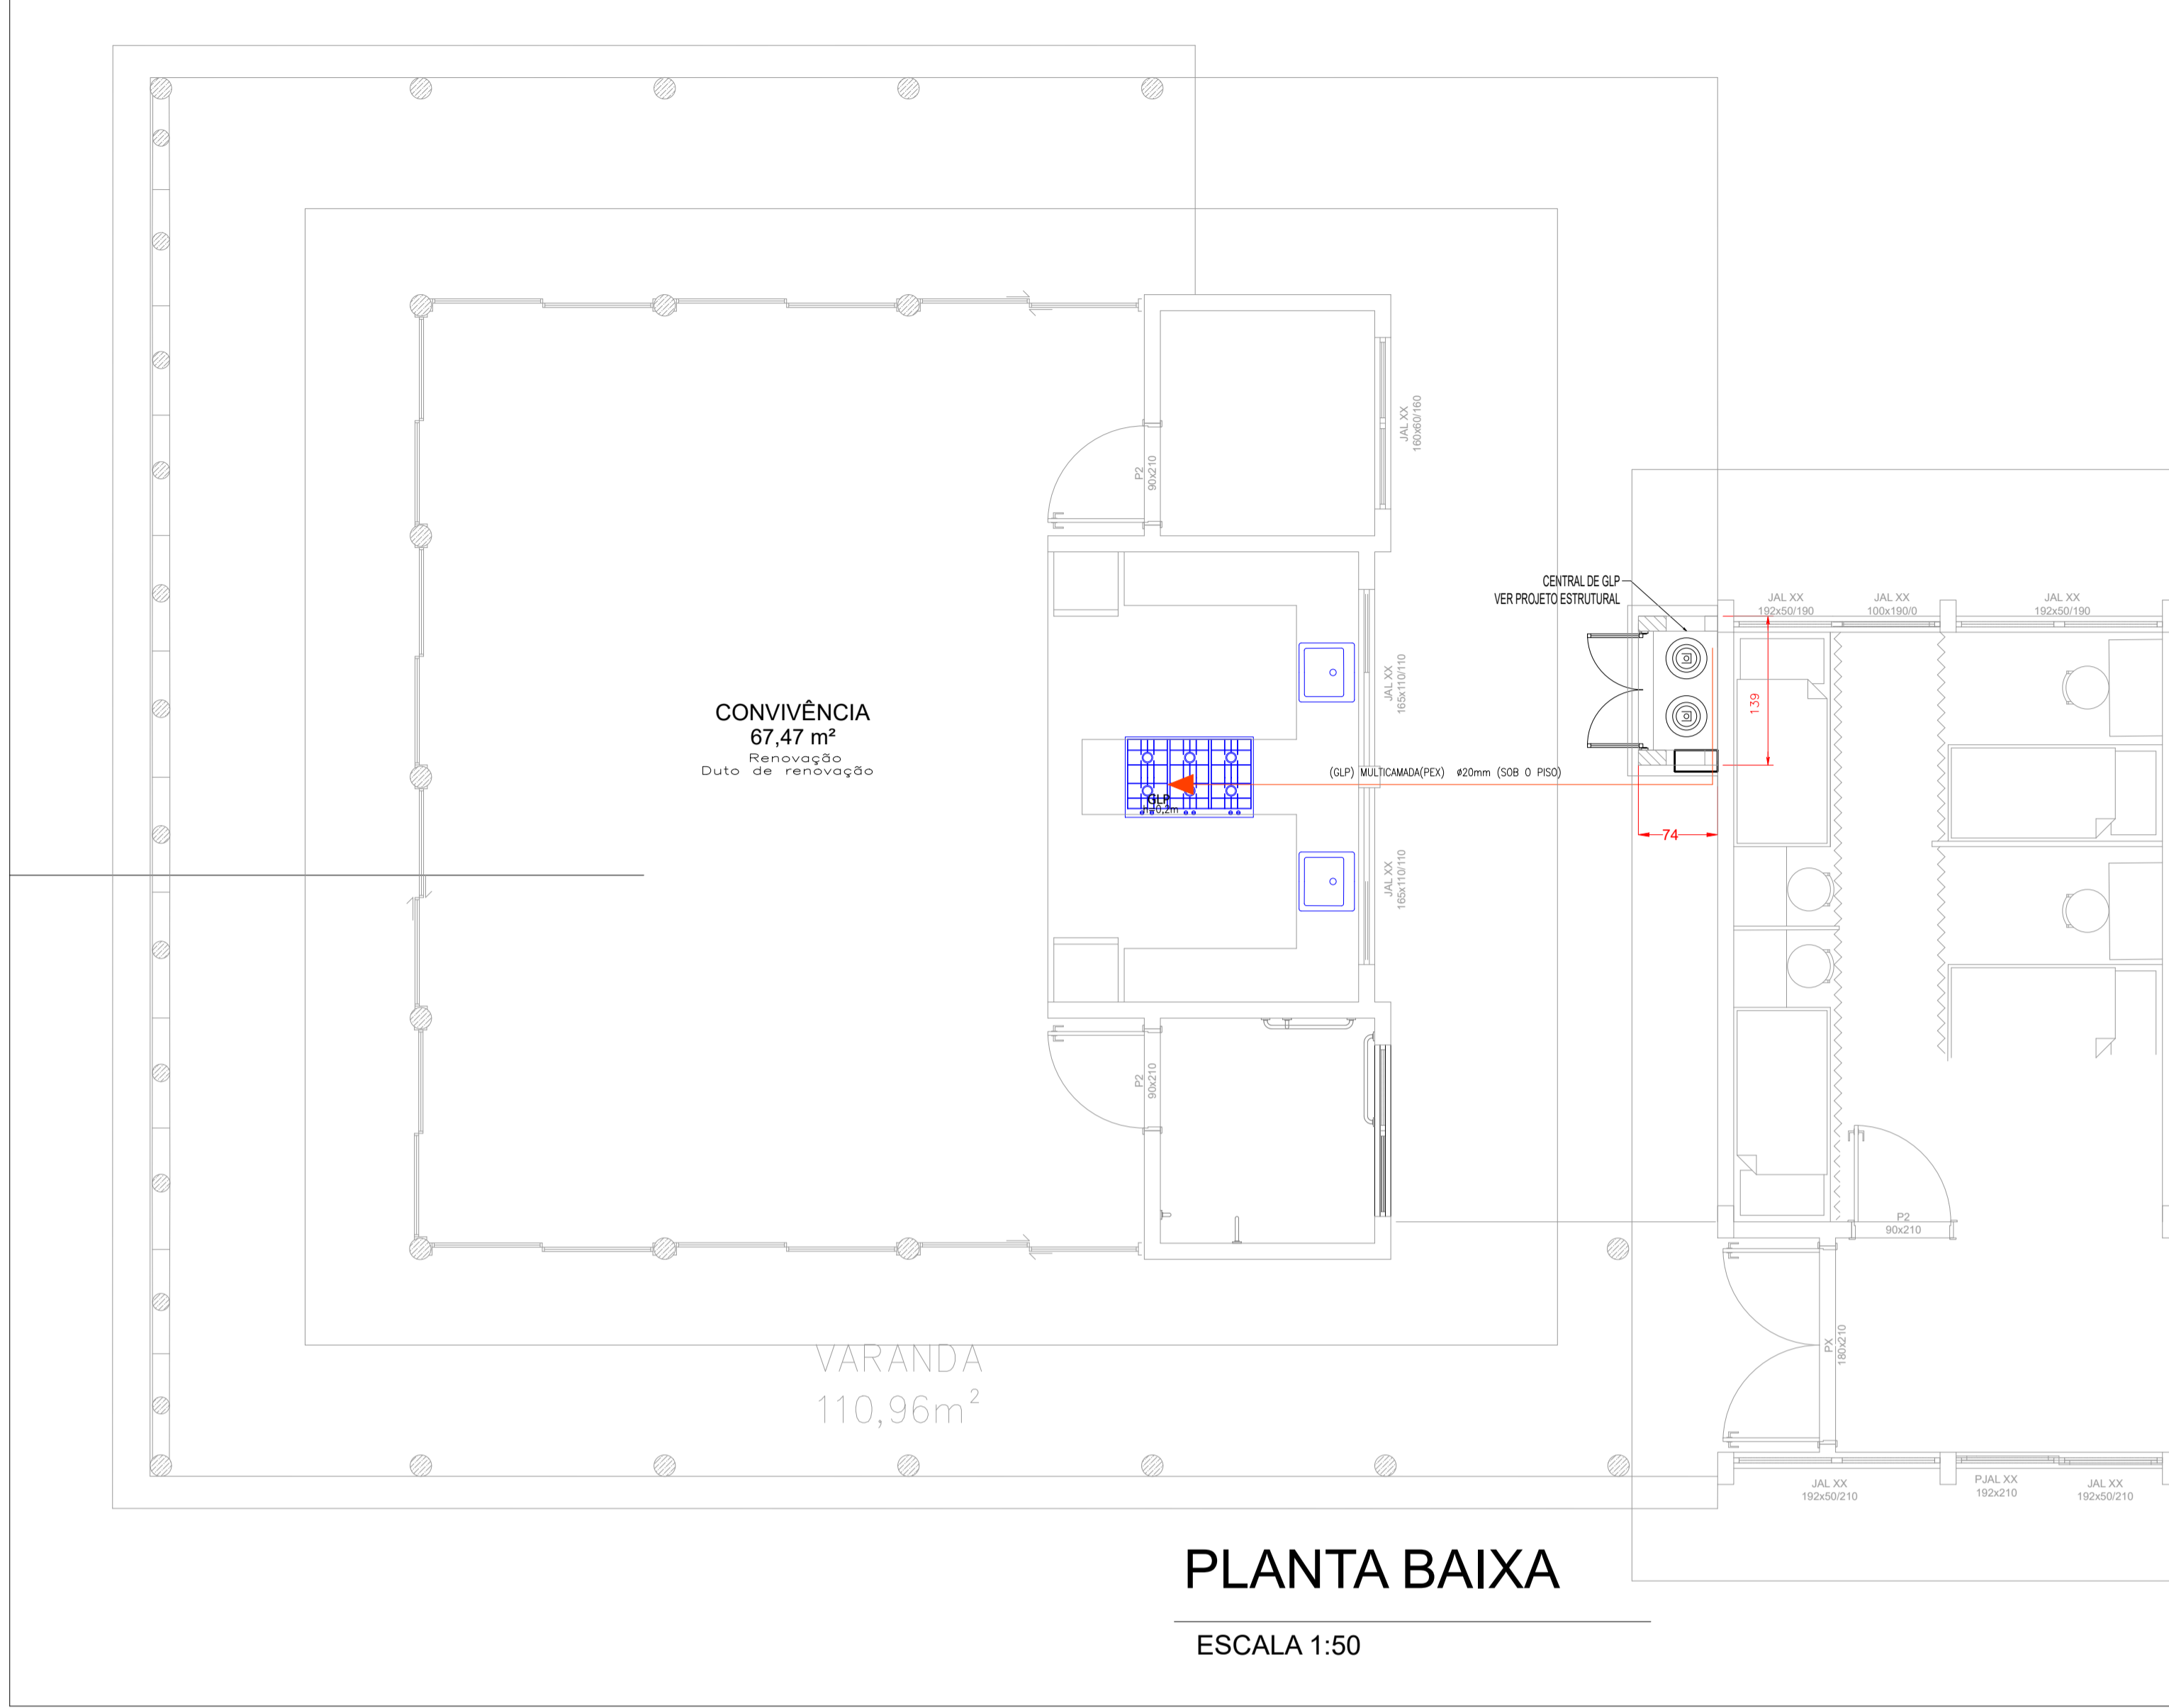 JAL XX
160x60/160
P2
90x210
CENTRAL DE GLP
VER PROJETO ESTRUTURAL
JAL XX
192x50/190
JAL XX
100x190/0
JAL XX
192x50/190
JAL XX
165x110/110
139
CONVIVÊNCIA
67,47 m²
Renovação
Duto de renovação
(GLP) MULTICAMADA(PEX) ø20mm (SOB O PISO)
GLP
h=0,2m
74
JAL XX
165x110/110
P2
90x210
P2
90x210
PX
180x210
VARANDA
110,96m²
JAL XX
192x50/210
PJAL XX
192x210
JAL XX
192x50/210
PLANTA BAIXA
ESCALA 1:50